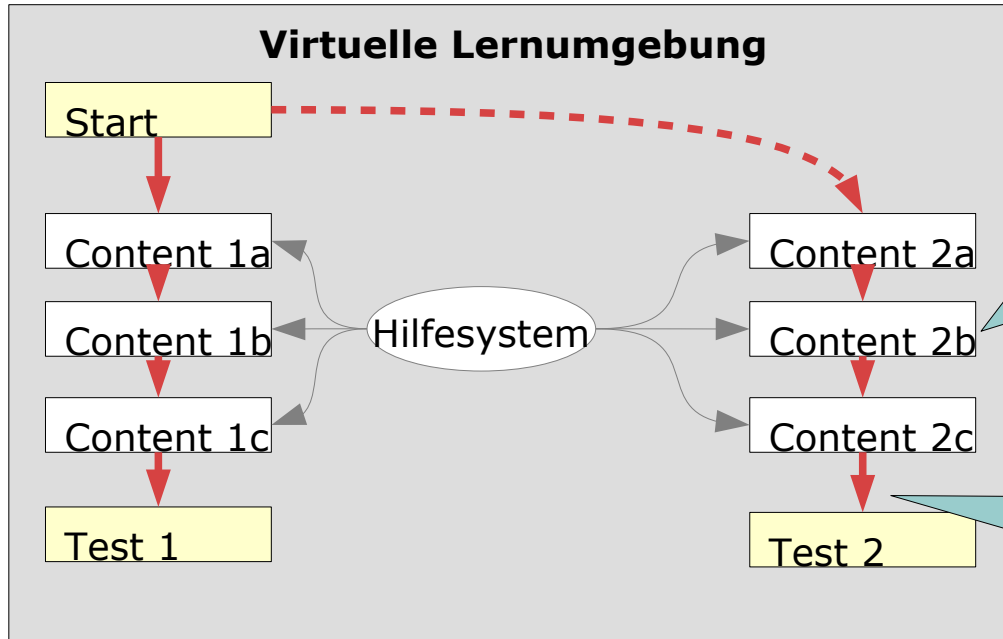 Virtuelle Lernumgebung
Start
Content 1a
Content 2a
Hilfesystem
Content 1b
Content 2b
Content 1c
Content 2c
Test 1
Test 2